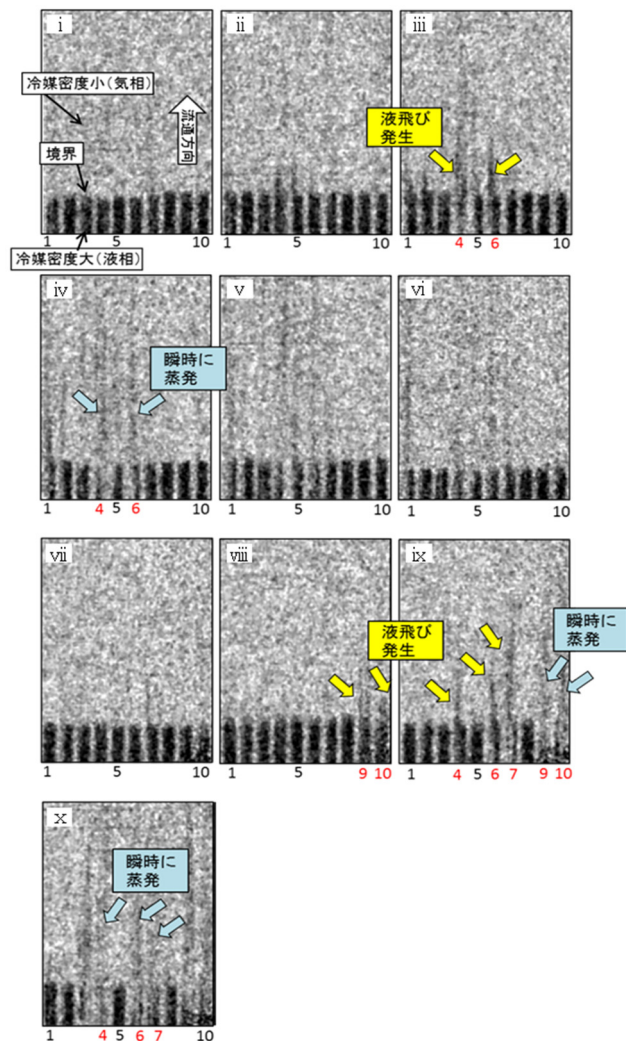 i
冷媒密度小(気相)
流通方向
境界
1 5 10
冷媒密度大(液相)
ii
1 5 10
iii
液飛び
発生
1 4 5 6 10
iv
瞬時に
蒸発
1 4 5 6 10
v
1 5 10
vi
1 5 10
vii
1 5 10
viii
液飛び
発生
1 5 9 10
ix
瞬時に
蒸発
1 4 5 6 7 9 10
x
瞬時に
蒸発
1 4 5 6 7 10